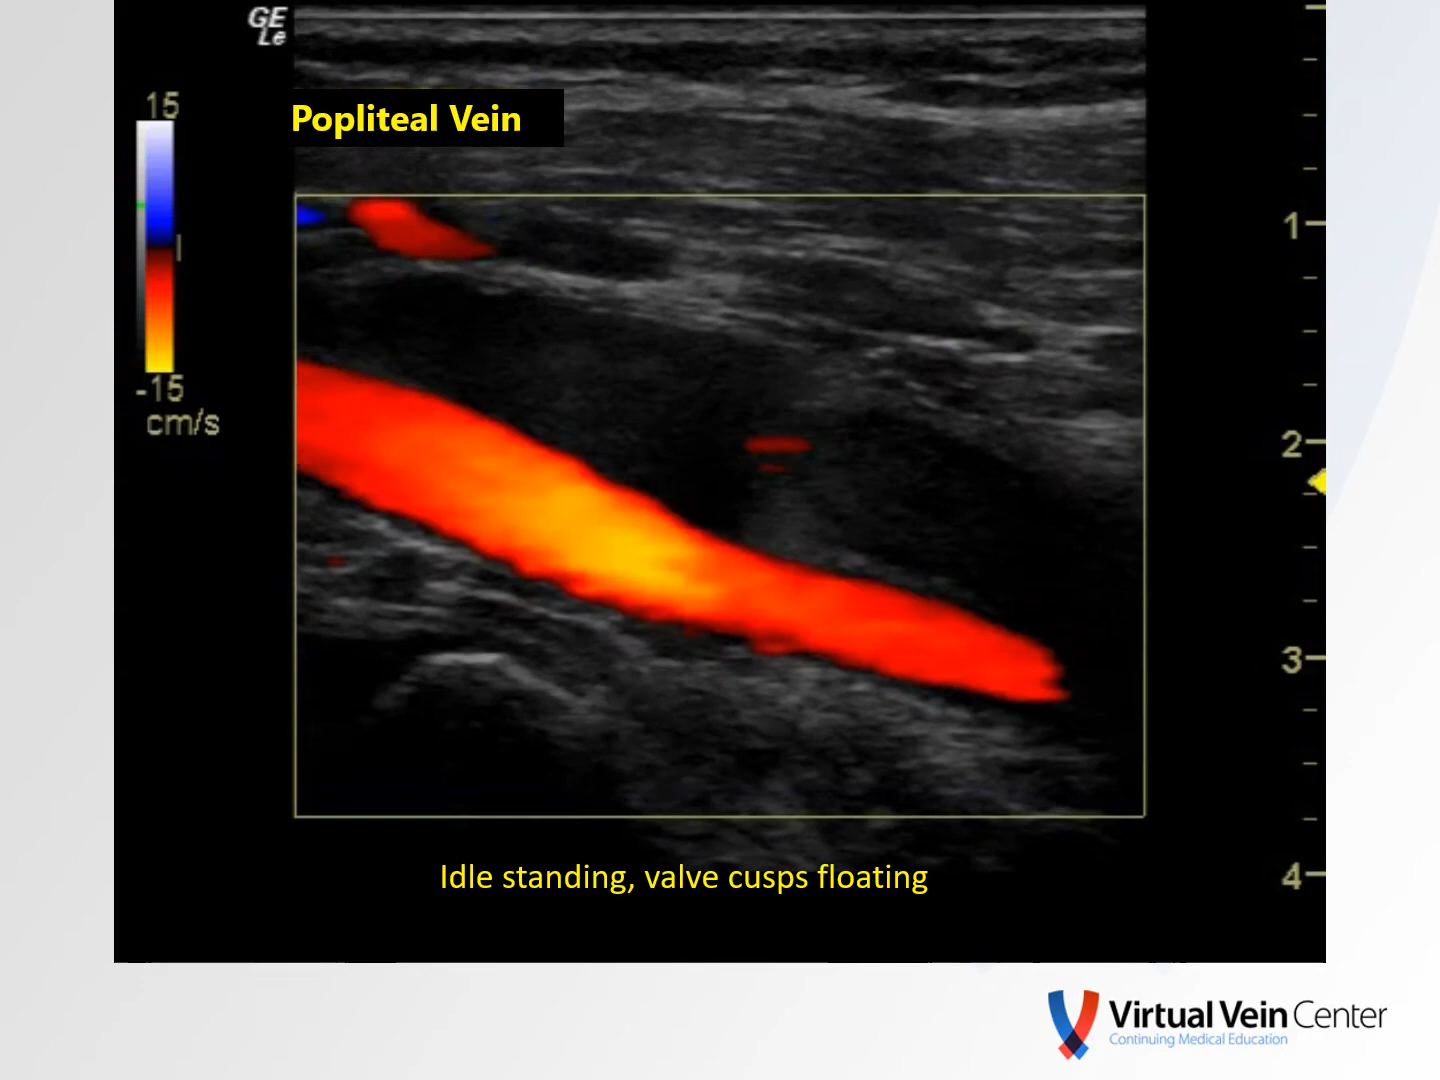 GE
Le
15
Popliteal Vein
1
-15
cm/s
2
3
Idle standing, valve cusps floating
4
Virtual Vein Center
Continuing Medical Education